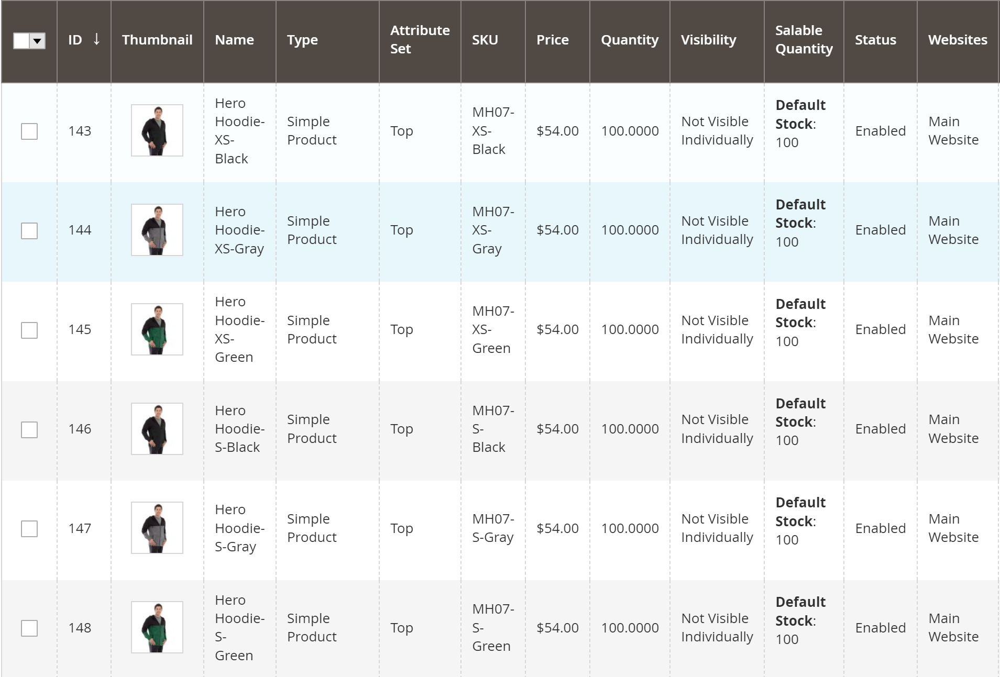 ID ↓ Thumbnail Name Type Attribute Set SKU Price Quantity Visibility Salable Quantity Status Websites
143 Hero Hoodie-XS-Black Simple Product Top MH07-XS-Black $54.00 100.0000 Not Visible Individually Default Stock: 100 Enabled Main Website
144 Hero Hoodie-XS-Gray Simple Product Top MH07-XS-Gray $54.00 100.0000 Not Visible Individually Default Stock: 100 Enabled Main Website
145 Hero Hoodie-XS-Green Simple Product Top MH07-XS-Green $54.00 100.0000 Not Visible Individually Default Stock: 100 Enabled Main Website
146 Hero Hoodie-S-Black Simple Product Top MH07-S-Black $54.00 100.0000 Not Visible Individually Default Stock: 100 Enabled Main Website
147 Hero Hoodie-S-Gray Simple Product Top MH07-S-Gray $54.00 100.0000 Not Visible Individually Default Stock: 100 Enabled Main Website
148 Hero Hoodie-S-Green Simple Product Top MH07-S-Green $54.00 100.0000 Not Visible Individually Default Stock: 100 Enabled Main Website